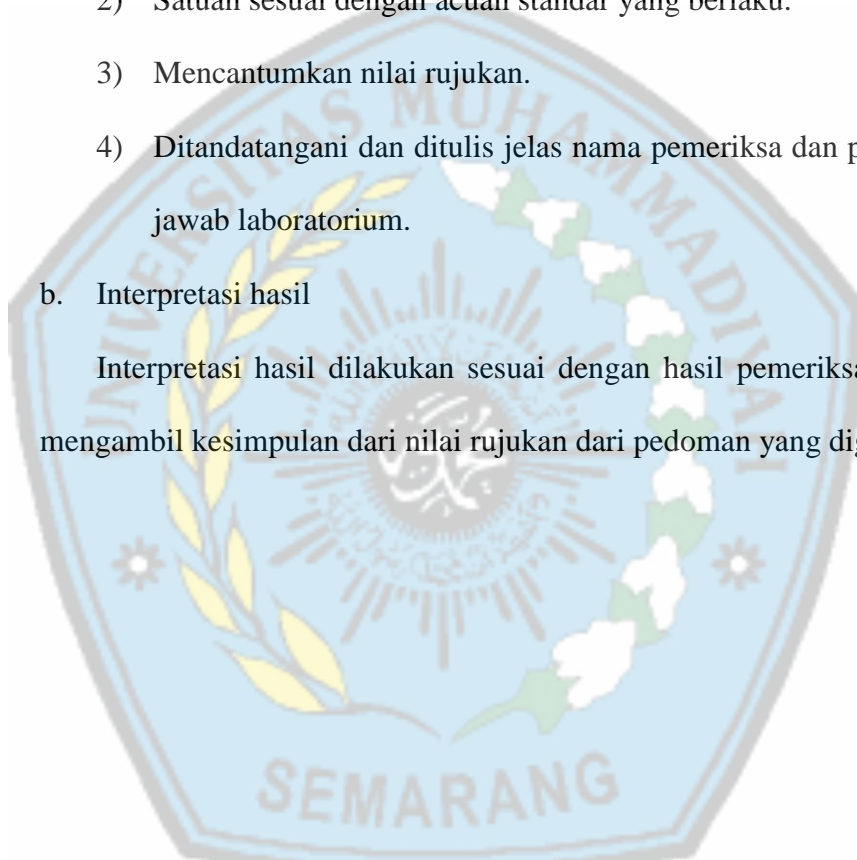 2) Satuan sesuai dengan acuan standar yang berlaku.
3) Mencantumkan nilai rujukan.
4) Ditandatangani dan ditulis jelas nama pemeriksa dan
jawab laboratorium.
b. Interpretasi hasil
Interpretasi hasil dilakukan sesuai dengan hasil
mengambil kesimpulan dari nilai rujukan dari pedoman yang
UNIVERSITAS MUHAMMADIYAH
SEMARANG